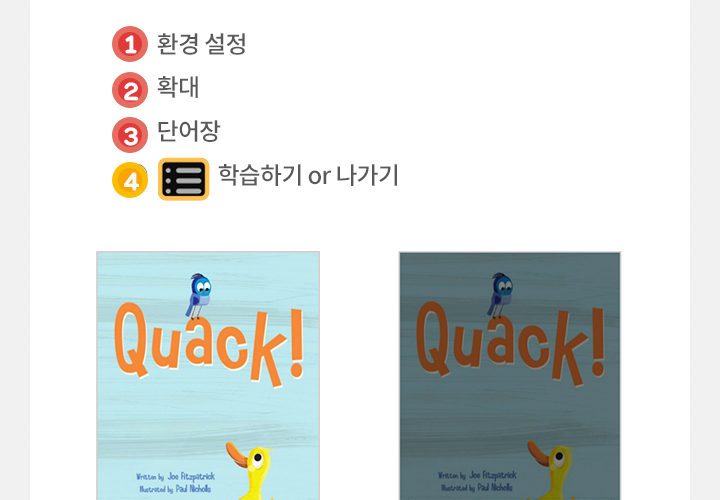 1 환경 설정
2 확대
3 단어장
4 학습하기 or 나가기
Quack!
Written by Joe Fitzpatrick
Illustrated by Paul Nicholls
Quack!
Written by Joe Fitzpatrick
Illustrated by Paul Nicholls